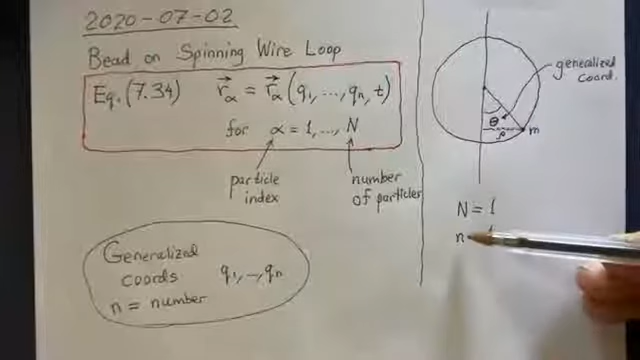 2020-07-02
Bead on Spinning Wire Loop
Eq. (7.34) r⃗α = r⃗α (q1, ..., qn, t)
for α = 1, ..., N
particle index
number of particles
Generalized
coords q1, ..., qn
n = number
generalized
coord.
θ
ρ
m
N = 1
n